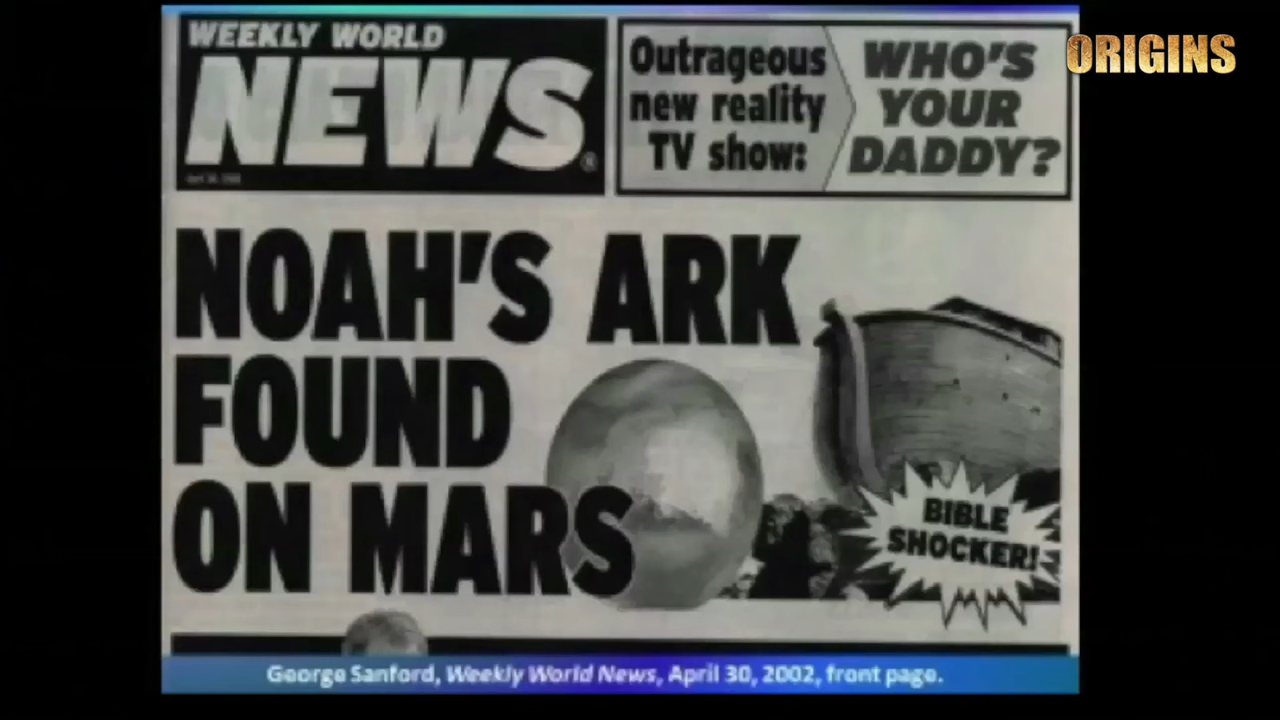 WEEKLY WORLD
NEWS®
Outrageous
new reality
TV show:
WHO'S
YOUR
DADDY?
ORIGINS
NOAH'S ARK
FOUND
ON MARS
BIBLE
SHOCKER!
George Sanford, Weekly World News, April 30, 2002, front page.